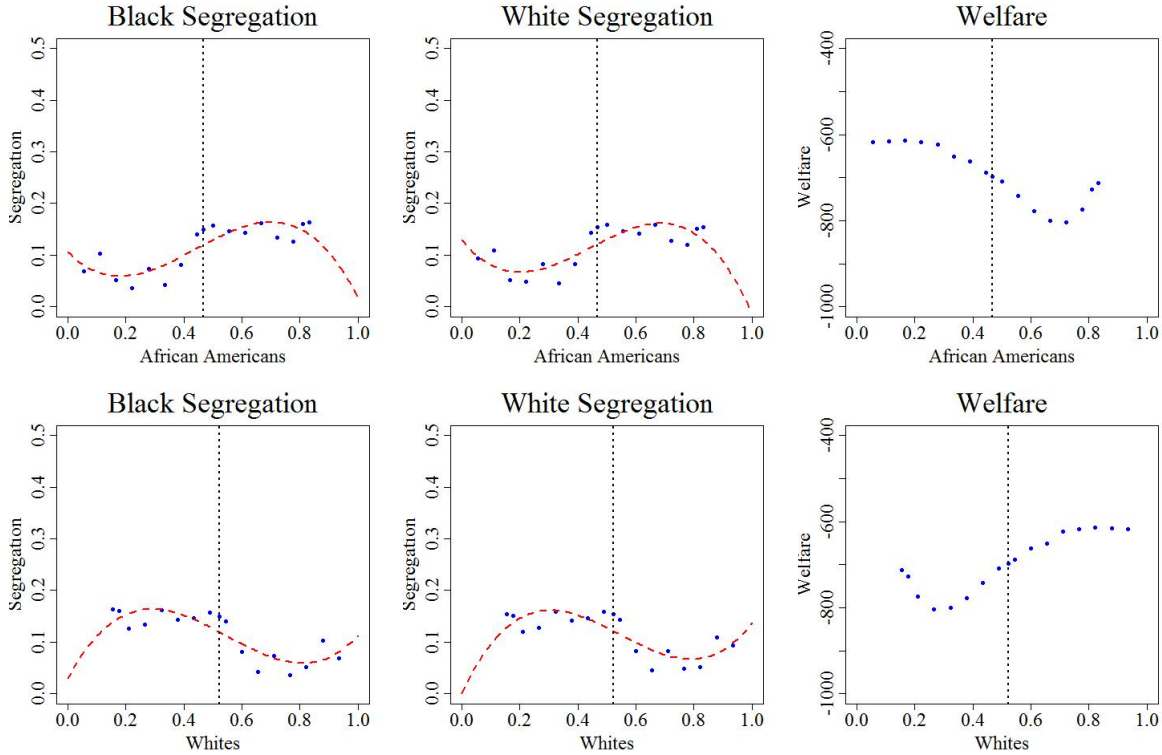 Black Segregation
Segregation
0.0 0.1 0.2 0.3 0.4 0.5
0.0 0.2 0.4 0.6 0.8 1.0
African Americans
White Segregation
Segregation
0.0 0.1 0.2 0.3 0.4 0.5
0.0 0.2 0.4 0.6 0.8 1.0
African Americans
Welfare
Welfare
-1000 -800 -600 -400
0.0 0.2 0.4 0.6 0.8 1.0
African Americans
Black Segregation
Segregation
0.0 0.1 0.2 0.3 0.4 0.5
0.0 0.2 0.4 0.6 0.8 1.0
Whites
White Segregation
Segregation
0.0 0.1 0.2 0.3 0.4 0.5
0.0 0.2 0.4 0.6 0.8 1.0
Whites
Welfare
Welfare
-1000 -800 -600 -400
0.0 0.2 0.4 0.6 0.8 1.0
Whites